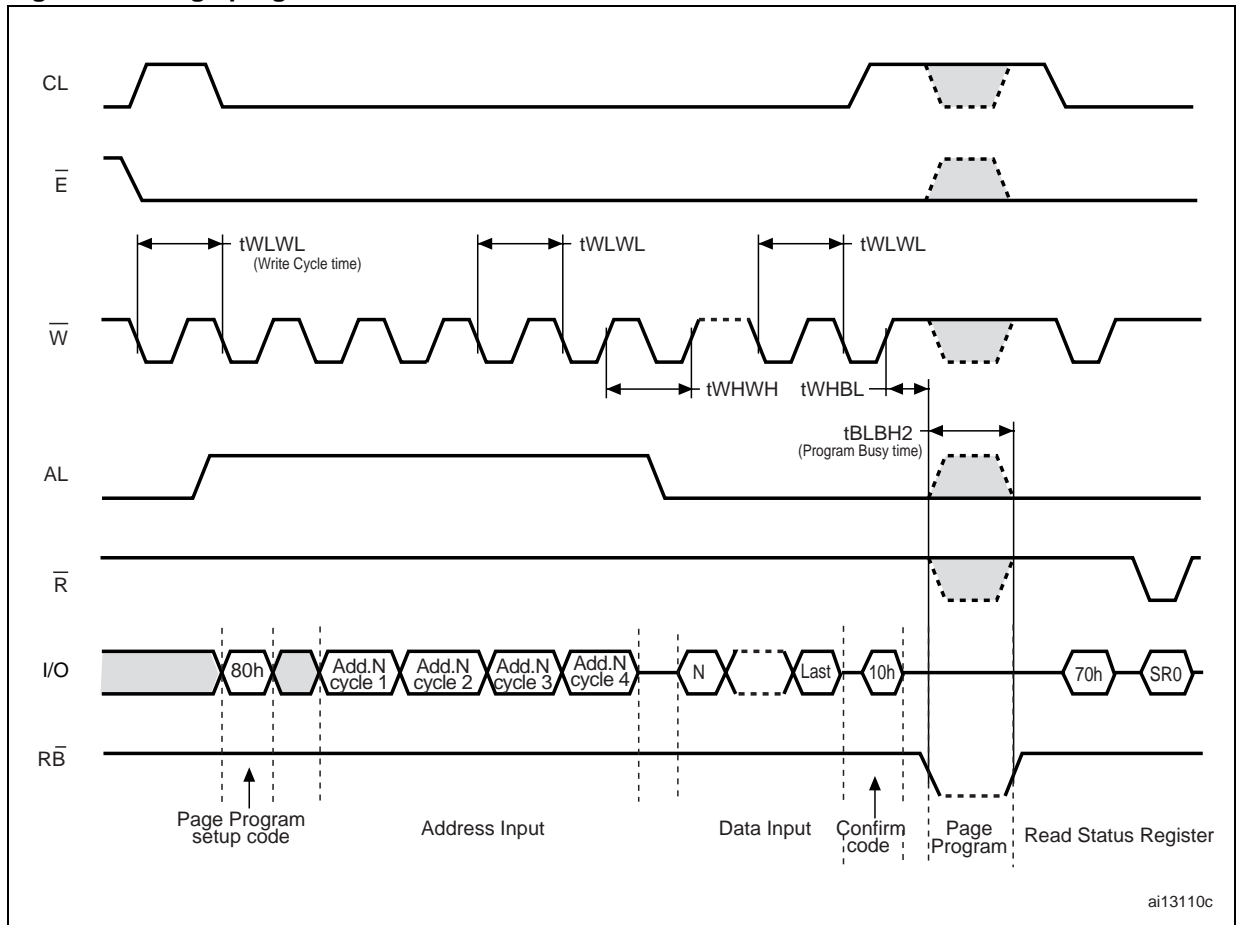 CL
E
tWLWL
(Write Cycle time)
tWLWL
tWLWL
W
tWHWH
tWHBL
tBLBH2
(Program Busy time)
AL
R
I/O
80h
Add.N
cycle 1
Add.N
cycle 2
Add.N
cycle 3
Add.N
cycle 4
N
Last
10h
70h
SR0
RB
Page Program
setup code
Address Input
Data Input
Confirm
code
Page
Program
Read Status Register
ai13110c